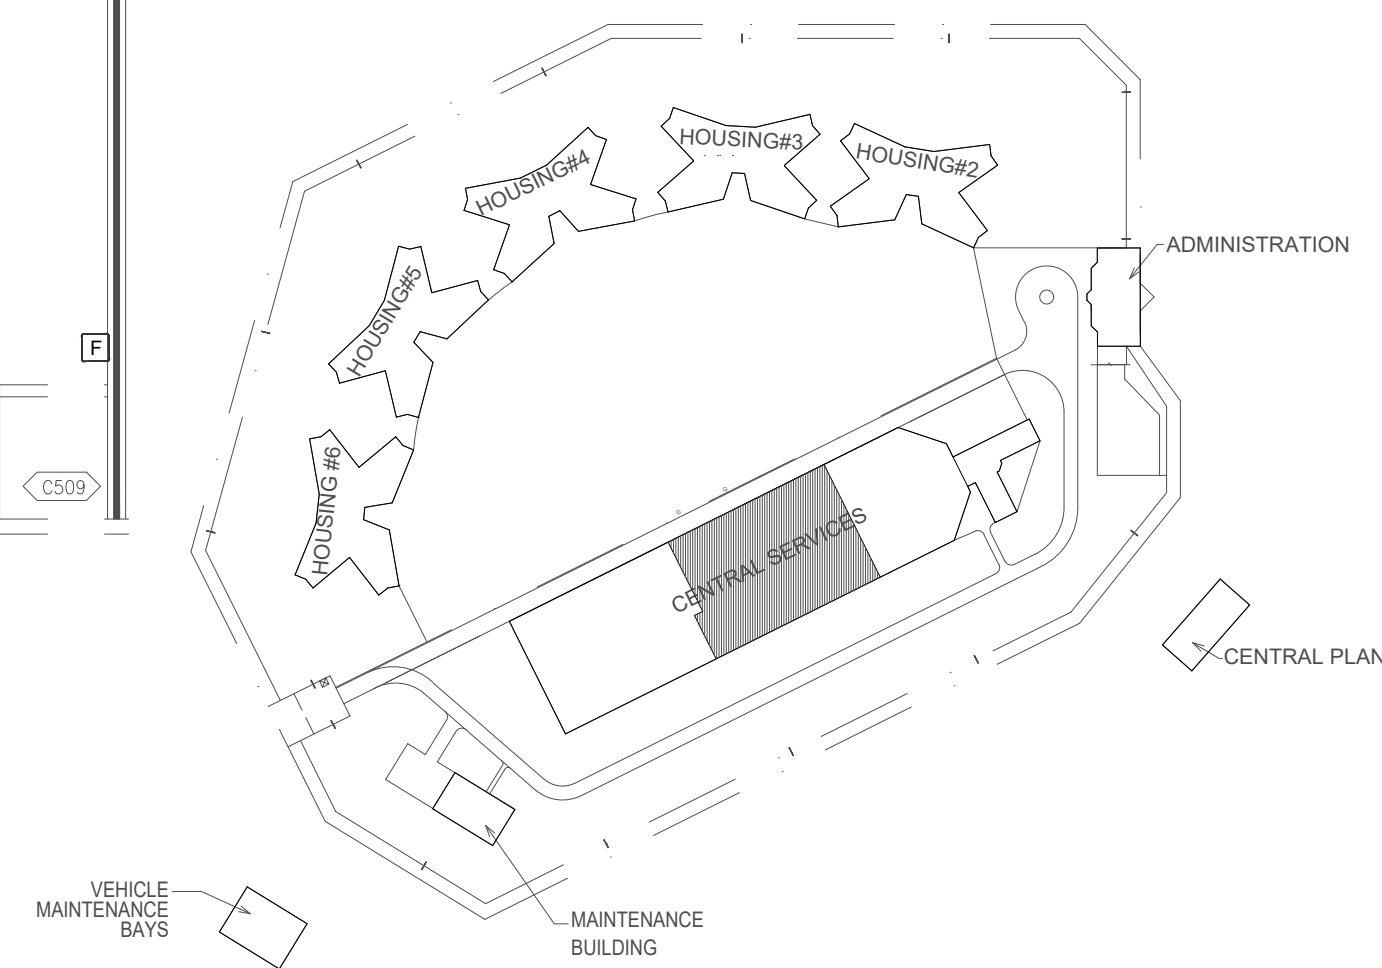 HOUSING#3
HOUSING#2
HOUSING#4
ADMINISTRATION
HOUSING#5
F
HOUSING #6
C509
CENTRAL SERVICES
CENTRAL PLAN
VEHICLE
MAINTENANCE
BAYS
MAINTENANCE
BUILDING